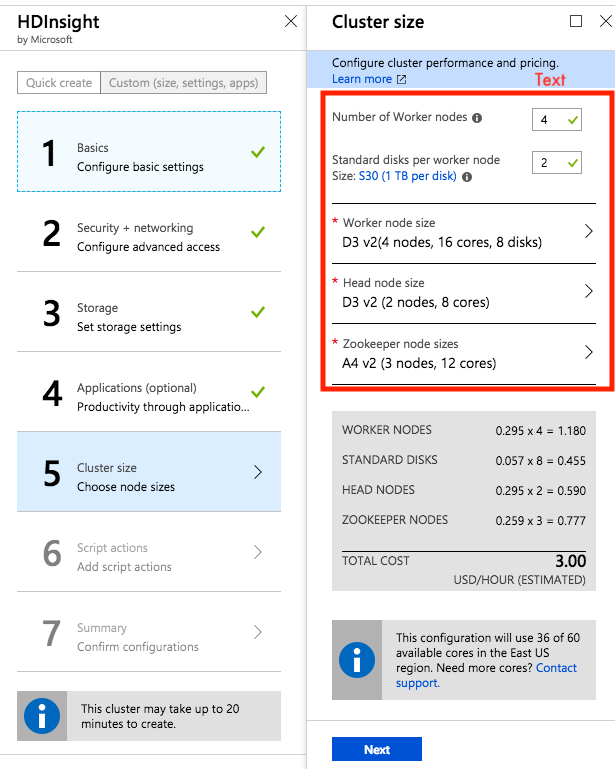 HDInsight
by Microsoft
Quick create
Custom (size, settings, apps)
1
Basics
Configure basic settings
2
Security + networking
Configure advanced access
3
Storage
Set storage settings
4
Applications (optional)
Productivity through applicatio...
5
Cluster size
Choose node sizes
6
Script actions
Add script actions
7
Summary
Confirm configurations
This cluster may take up to 20
minutes to create.
Cluster size
Configure cluster performance and pricing.
Learn more
Text
Number of Worker nodes
4
Standard disks per worker node
Size: S30 (1 TB per disk)
2
* Worker node size
D3 v2(4 nodes, 16 cores, 8 disks)
* Head node size
D3 v2 (2 nodes, 8 cores)
* Zookeeper node sizes
A4 v2 (3 nodes, 12 cores)
WORKER NODES 0.295 x 4 = 1.180
STANDARD DISKS 0.057 x 8 = 0.455
HEAD NODES 0.295 x 2 = 0.590
ZOOKEEPER NODES 0.259 x 3 = 0.777
TOTAL COST 3.00
USD/HOUR (ESTIMATED)
This configuration will use 36 of 60
available cores in the East US
region. Need more cores? Contact
support.
Next